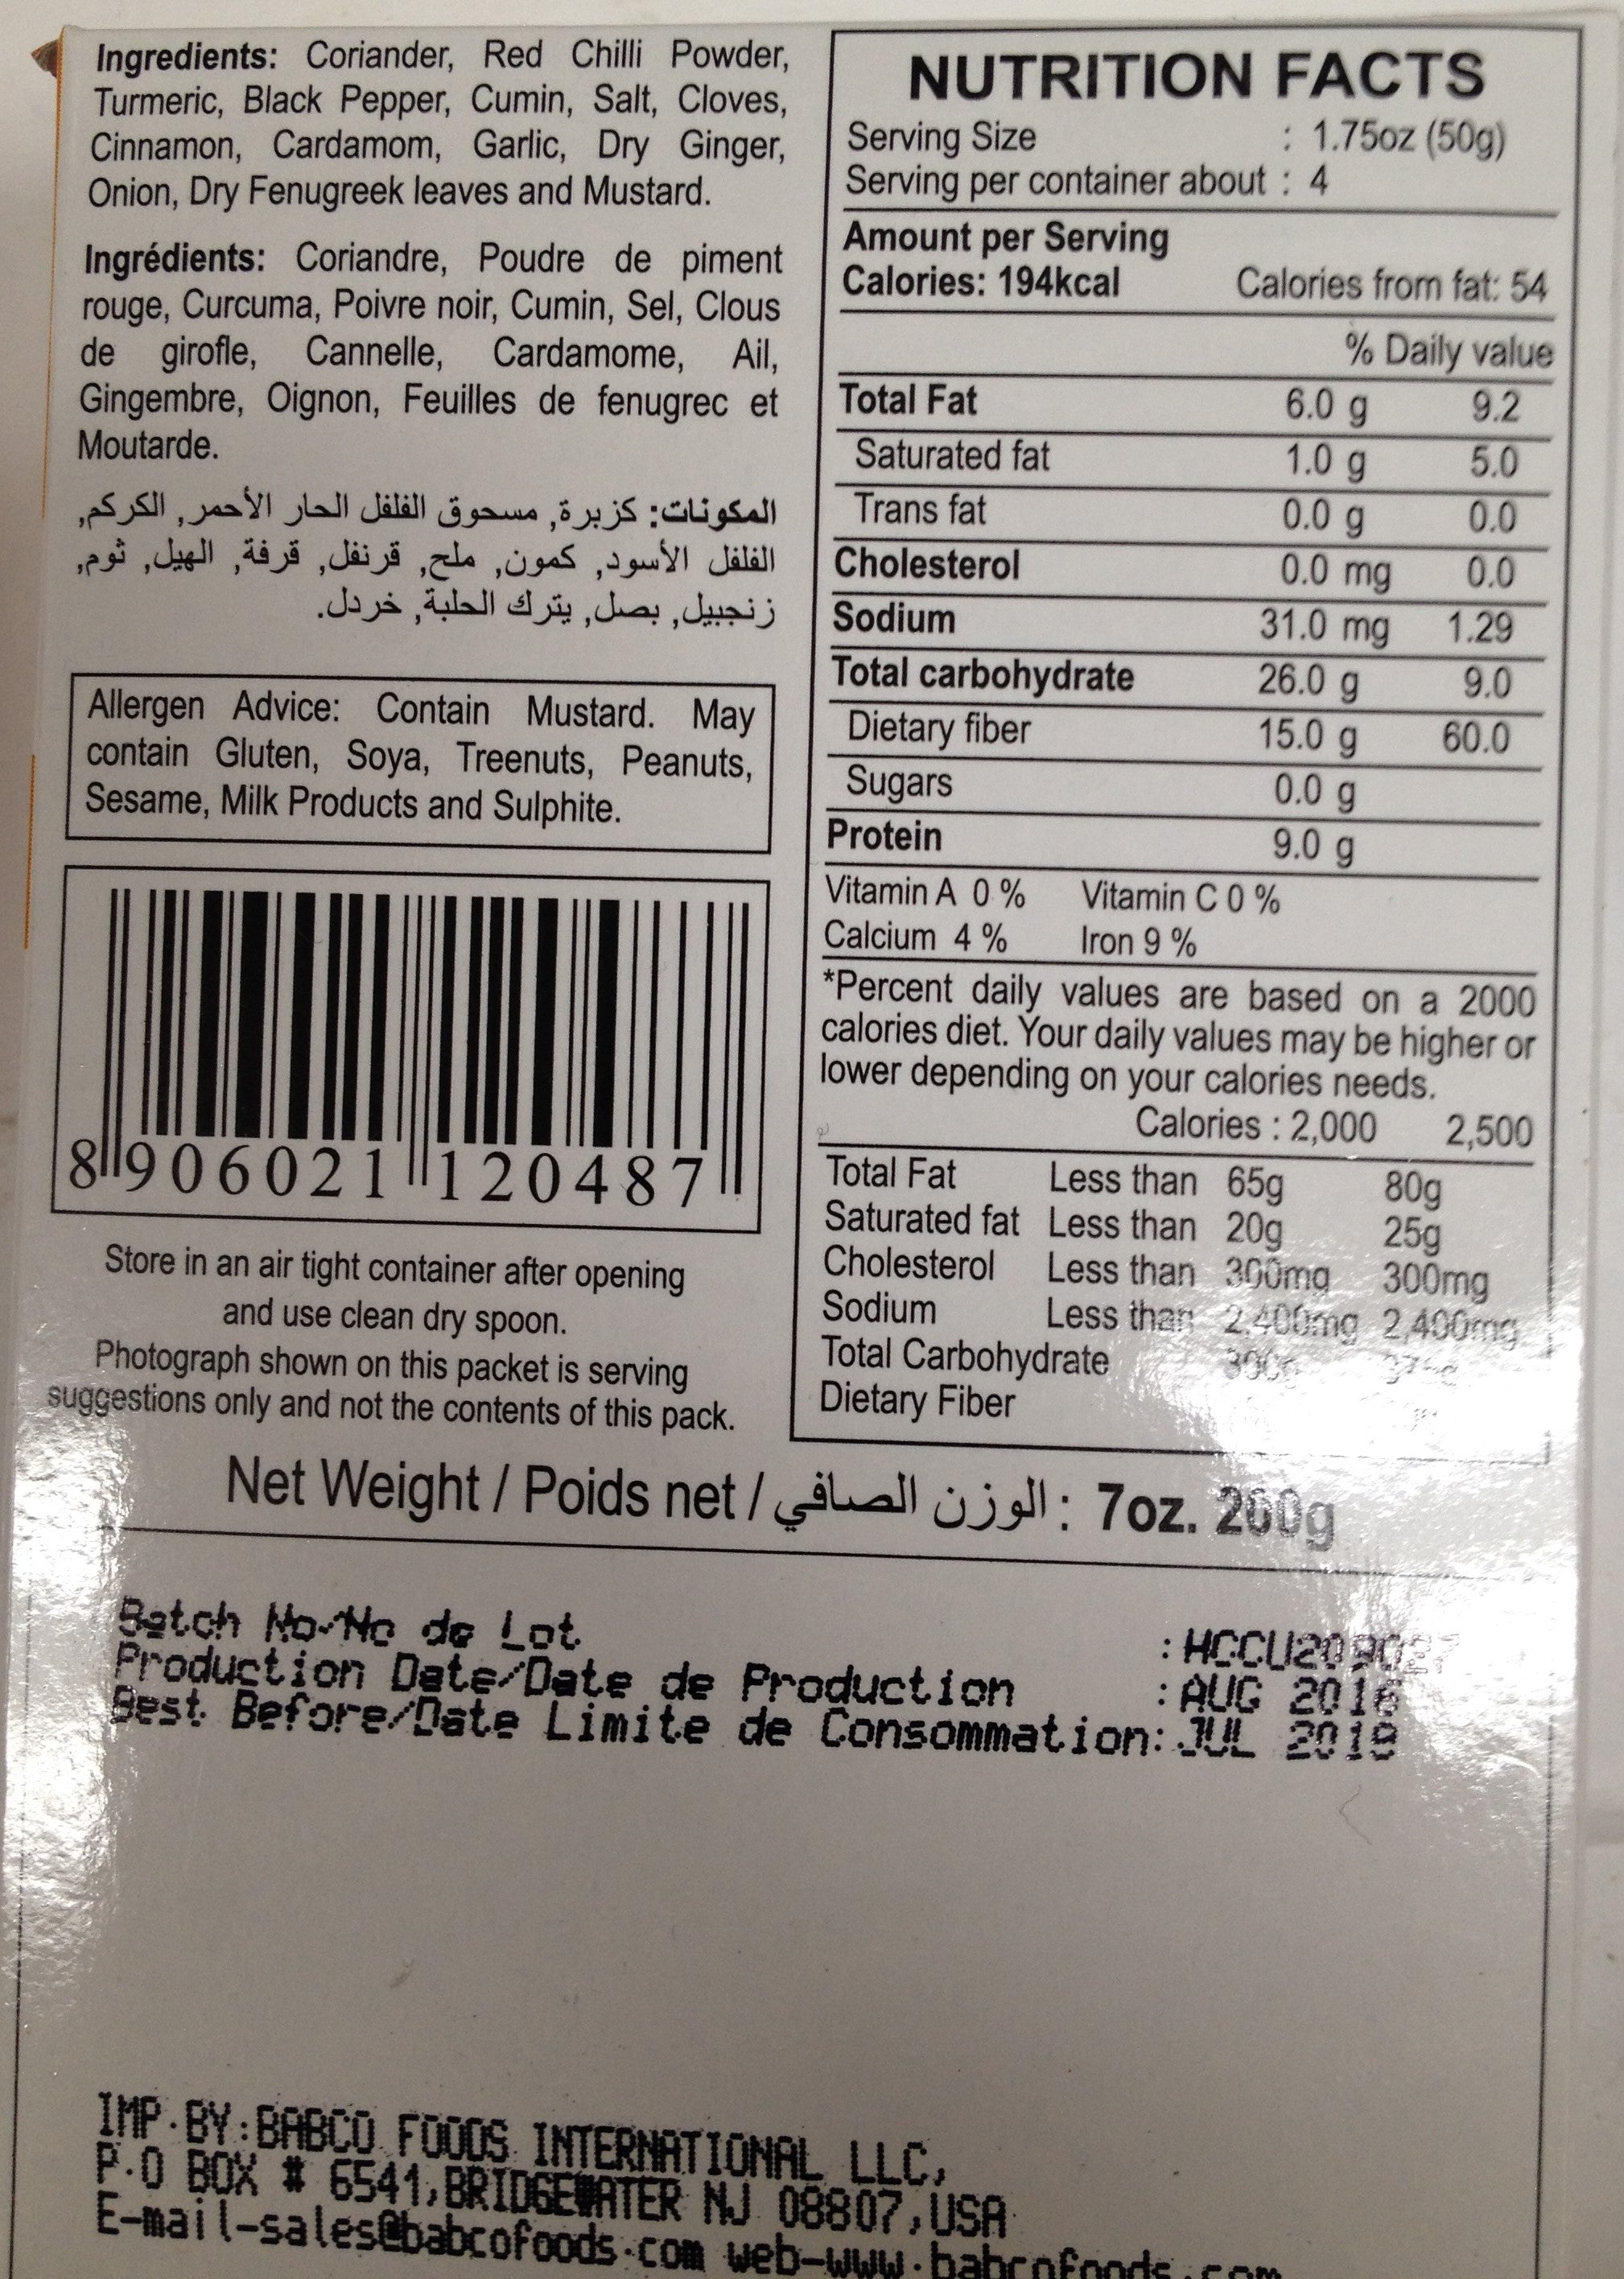 Ingredients: Coriander, Red Chilli Powder,
Turmeric, Black Pepper, Cumin, Salt, Cloves,
Cinnamon, Cardamom, Garlic, Dry Ginger,
Onion, Dry Fenugreek leaves and Mustard.
Ingrédients: Coriandre, Poudre de piment
rouge, Curcuma, Poivre noir, Cumin, Sel, Clous
de girofle, Cannelle, Cardamome, Ail,
Gingembre, Oignon, Feuilles de fenugrec et
Moutarde.
المكونات: كزبرة, مسحوق الفلفل الحار الأحمر, الكركم,
الفلفل الأسود, كمون, ملح, قرنفل, قرفة, الهيل, ثوم,
زنجبيل, بصل, يترك الحلبة, خردل.
Allergen Advice: Contain Mustard. May
contain Gluten, Soya, Treenuts, Peanuts,
Sesame, Milk Products and Sulphite.
8 906021 120487
Store in an air tight container after opening
and use clean dry spoon.
Photograph shown on this packet is serving
suggestions only and not the contents of this pack.
NUTRITION FACTS
Serving Size : 1.75oz (50g)
Serving per container about : 4
Amount per Serving
Calories: 194kcal Calories from fat: 54
% Daily value
Total Fat 6.0 g 9.2
Saturated fat 1.0 g 5.0
Trans fat 0.0 g 0.0
Cholesterol 0.0 mg 0.0
Sodium 31.0 mg 1.29
Total carbohydrate 26.0 g 9.0
Dietary fiber 15.0 g 60.0
Sugars 0.0 g
Protein 9.0 g
Vitamin A 0 % Vitamin C 0 %
Calcium 4 % Iron 9 %
*Percent daily values are based on a 2000
calories diet. Your daily values may be higher or
lower depending on your calories needs.
Calories : 2,000 2,500
Total Fat Less than 65g 80g
Saturated fat Less than 20g 25g
Cholesterol Less than 300mg 300mg
Sodium Less than 2,400mg 2,400mg
Total Carbohydrate
Dietary Fiber
Net Weight / Poids net / الوزن الصافي : 7oz. 200g
Batch No/No de Lot :
Production Date/Date de Production : AUG 2016
Best Before/Date Limite de Consommation: JUL
IMP.BY:BABCO FOODS INTERNATIONAL LLC,
P.O BOX # 6541,BRIDGEWATER NJ 08807,USA
E-mail-sales@babcofoods.com web-www.babcofoods.com